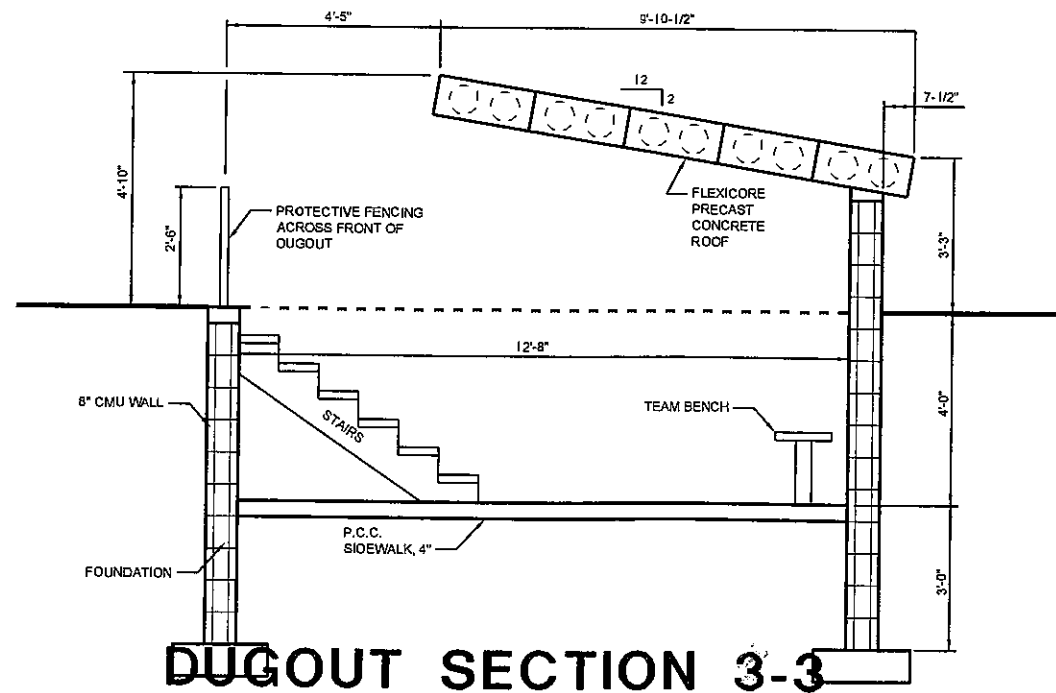 4'-5"
9'-10-1/2"
12
2
7-1/2"
4'-10"
2'-6"
PROTECTIVE FENCING
ACROSS FRONT OF
OUGOUT
FLEXICORE
PRECAST
CONCRETE
ROOF
3'-3"
12'-8"
8" CMU WALL
STAIRS
TEAM BENCH
4'-0"
P.C.C.
SIOEWALK, 4"
FOUNDATION
3'-0"
DUGOUT SECTION 3-3